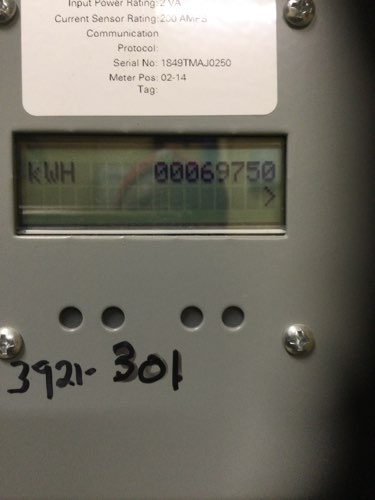 Input Power Rating: 2 VA
Current Sensor Rating: 200 AMPS
Communication
Protocol:
Serial No: 1849TMAJ0250
Meter Pos: 02-14
Tag:
kWH 00069750
>
3921-301